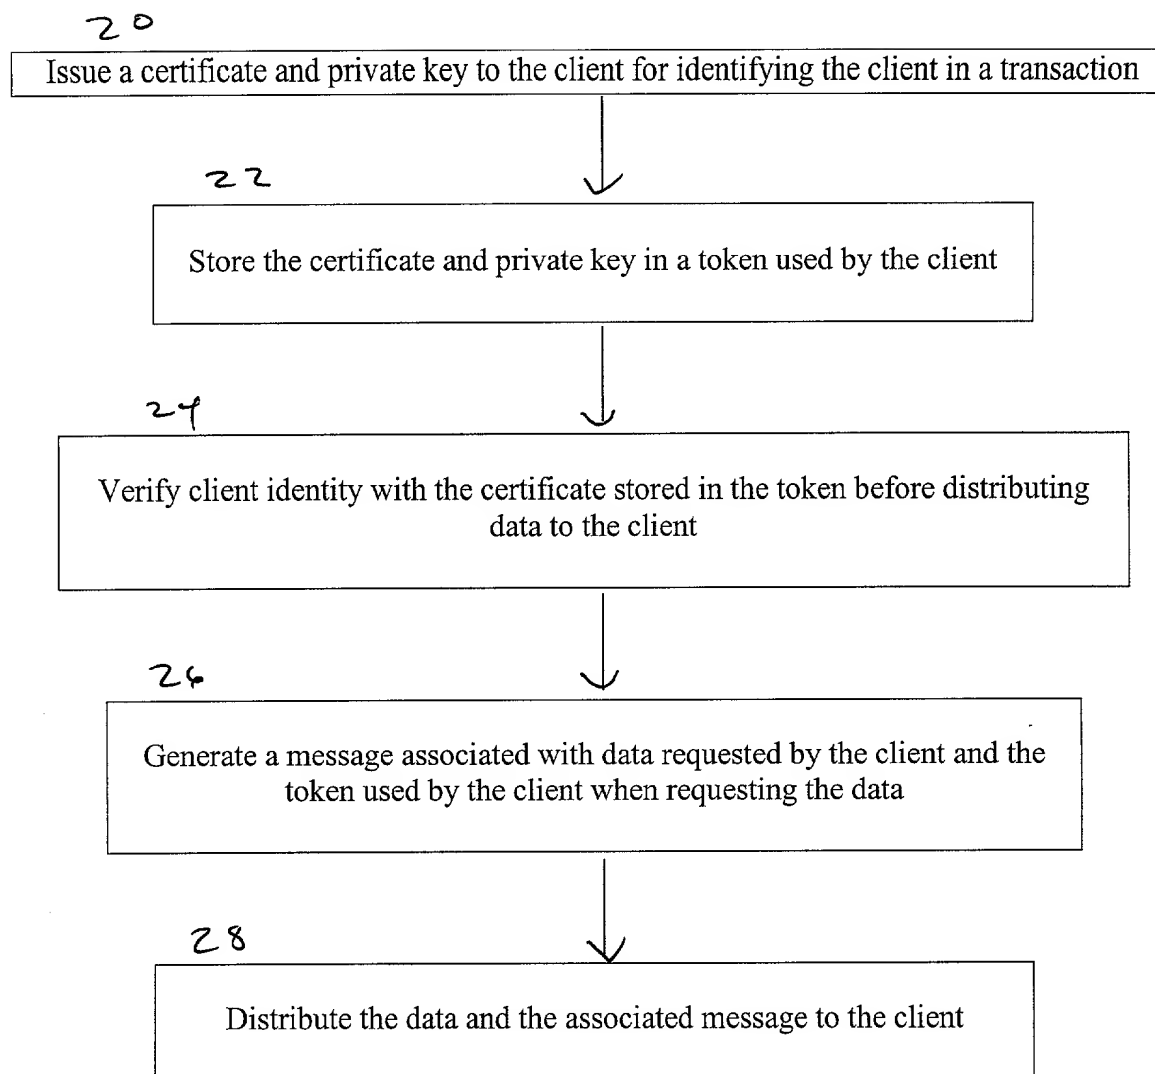 20
Issue a certificate and private key to the client for identifying the client in a transaction
22
Store the certificate and private key in a token used by the client
24
Verify client identity with the certificate stored in the token before distributing
data to the client
26
Generate a message associated with data requested by the client and the
token used by the client when requesting the data
28
Distribute the data and the associated message to the client